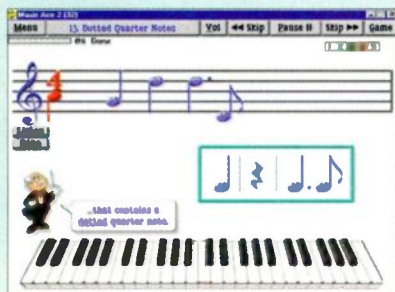 Music Ace 2 (32)
Menu 13. Dotted Quarter Notes Vol ◄◄ Skip Pause II Skip ►► Game
4
...that contains a
dotted quarter note.